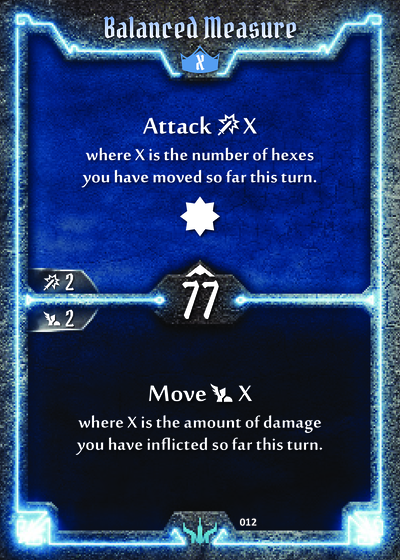 Balanced Measure
X
Attack X
where X is the number of hexes
you have moved so far this turn.
2
77
2
Move X
where X is the amount of damage
you have inflicted so far this turn.
012